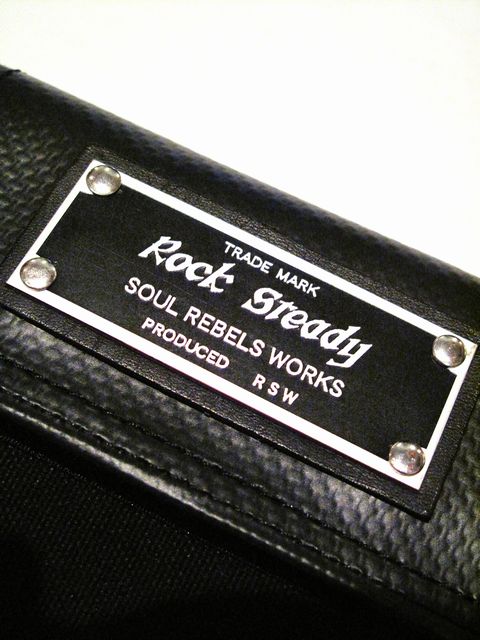 TRADE MARK
Rock Steady
SOUL REBELS WORKS
PRODUCED RSW